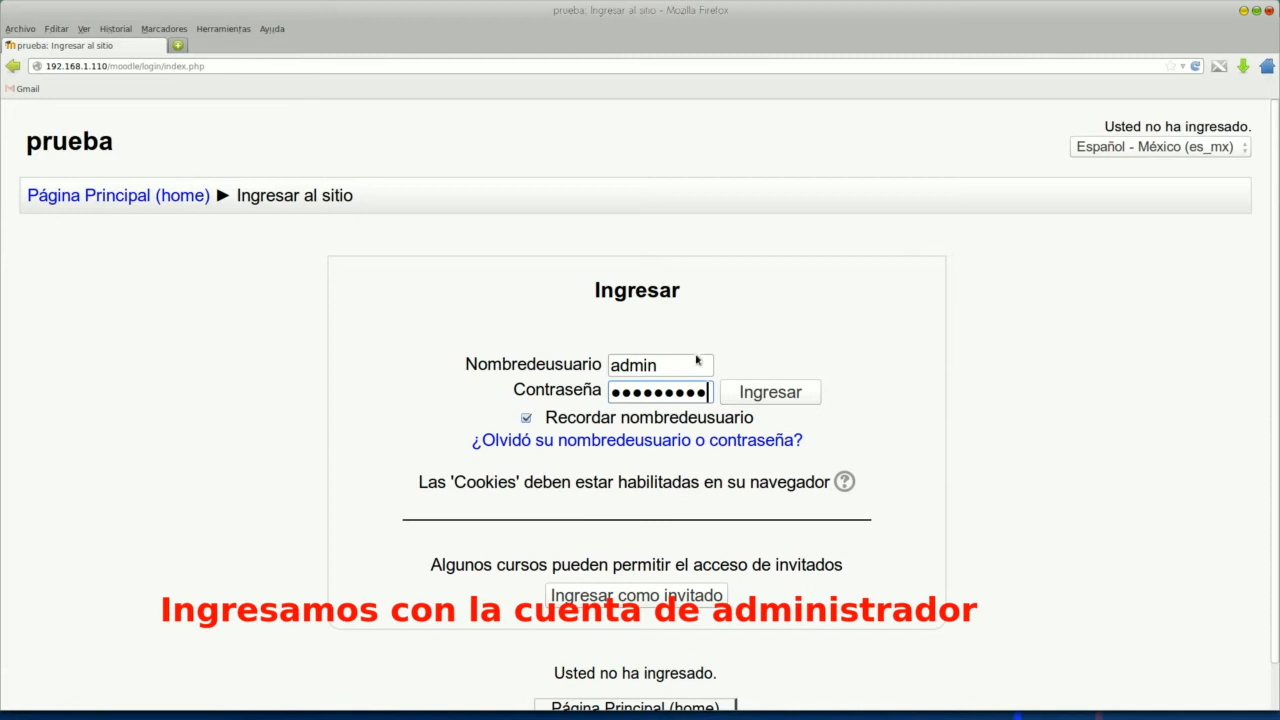 prueba: Ingresar al sitio - Mozilla Firefox
Archivo Editar Ver Historial Marcadores Herramientas Ayuda
prueba: Ingresar al sitio
192.168.1.110/moodle/login/index.php
Gmail
Usted no ha ingresado.
prueba
Español - México (es_mx)
Página Principal (home) ► Ingresar al sitio
Ingresar
Nombredeusuario admin
Contraseña ●●●●●●●●● Ingresar
Recordar nombredeusuario
¿Olvidó su nombredeusuario o contraseña?
Las 'Cookies' deben estar habilitadas en su navegador ?
Algunos cursos pueden permitir el acceso de invitados
Ingresar como invitado
Ingresamos con la cuenta de administrador
Usted no ha ingresado.
Página Principal (home)